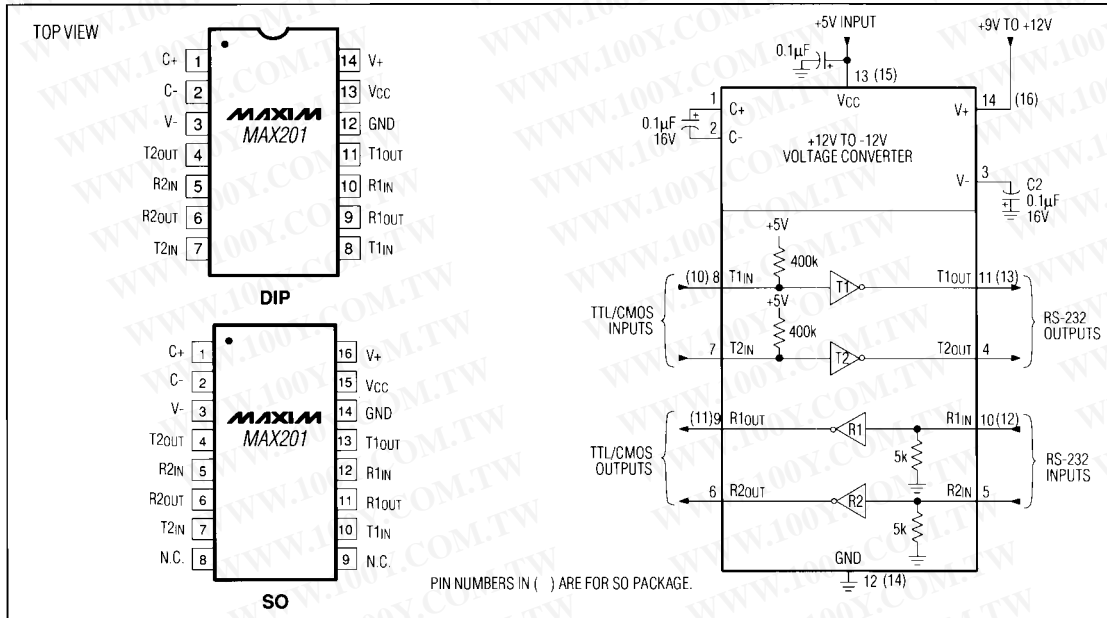 TOP VIEW
C+ 1
C- 2
V- 3
T2OUT 4
R2IN 5
R2OUT 6
T2IN 7
14 V+
13 VCC
12 GND
11 T1OUT
10 R1IN
9 R1OUT
8 T1IN
MAXIM
MAX201
DIP
C+ 1
C- 2
V- 3
T2OUT 4
R2IN 5
R2OUT 6
T2IN 7
N.C. 8
16 V+
15 VCC
14 GND
13 T1OUT
12 R1IN
11 R1OUT
10 T1IN
9 N.C.
MAXIM
MAX201
SO
+5V INPUT
+9V TO +12V
0.1µF
+
13 (15)
VCC
1 C+
2 C-
0.1µF
16V
+
V+ 14 (16)
+12V TO -12V
VOLTAGE CONVERTER
V- 3
C2
0.1µF
16V
+
+5V
400k
(10) 8 T1IN
T1
T1OUT 11 (13)
+5V
400k
7 T2IN
T2
T2OUT 4
TTL/CMOS
INPUTS
RS-232
OUTPUTS
(11) 9 R1OUT
R1
R1IN 10 (12)
5k
6 R2OUT
R2
R2IN 5
5k
TTL/CMOS
OUTPUTS
RS-232
INPUTS
GND
12 (14)
PIN NUMBERS IN ( ) ARE FOR SO PACKAGE.
WWW.100Y.COM.TW